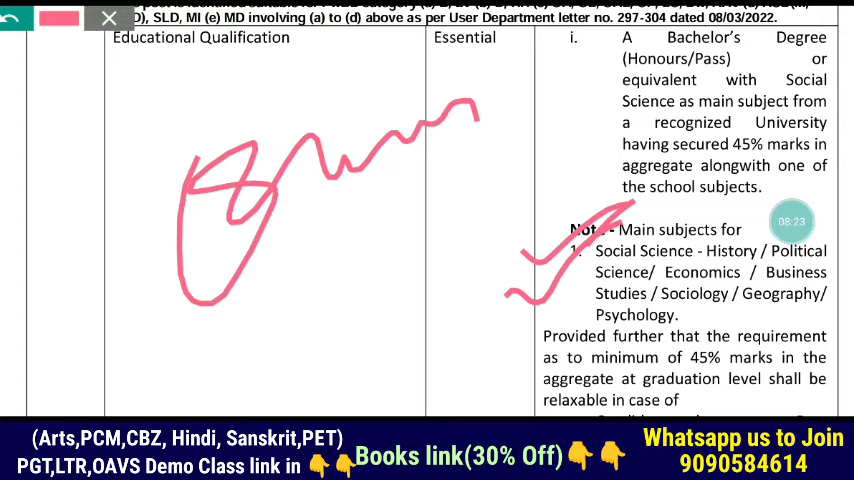 ), SLD, MI (e) MD involving (a) to (d) above as per User Department letter no. 297-304 dated 08/03/2022.
Educational Qualification
Essential
i. A Bachelor's Degree
(Honours/Pass) or
equivalent with Social
Science as main subject from
a recognized University
having secured 45% marks in
aggregate alongwith one of
the school subjects.
08:23
Note - Main subjects for
1. Social Science - History / Political
Science/ Economics / Business
Studies / Sociology / Geography/
Psychology.
Provided further that the requirement
as to minimum of 45% marks in the
aggregate at graduation level shall be
relaxable in case of
(Arts,PCM,CBZ, Hindi, Sanskrit,PET)
PGT,LTR,OAVS Demo Class link in 👇👇
Books link(30% Off)👇👇
Whatsapp us to Join
9090584614